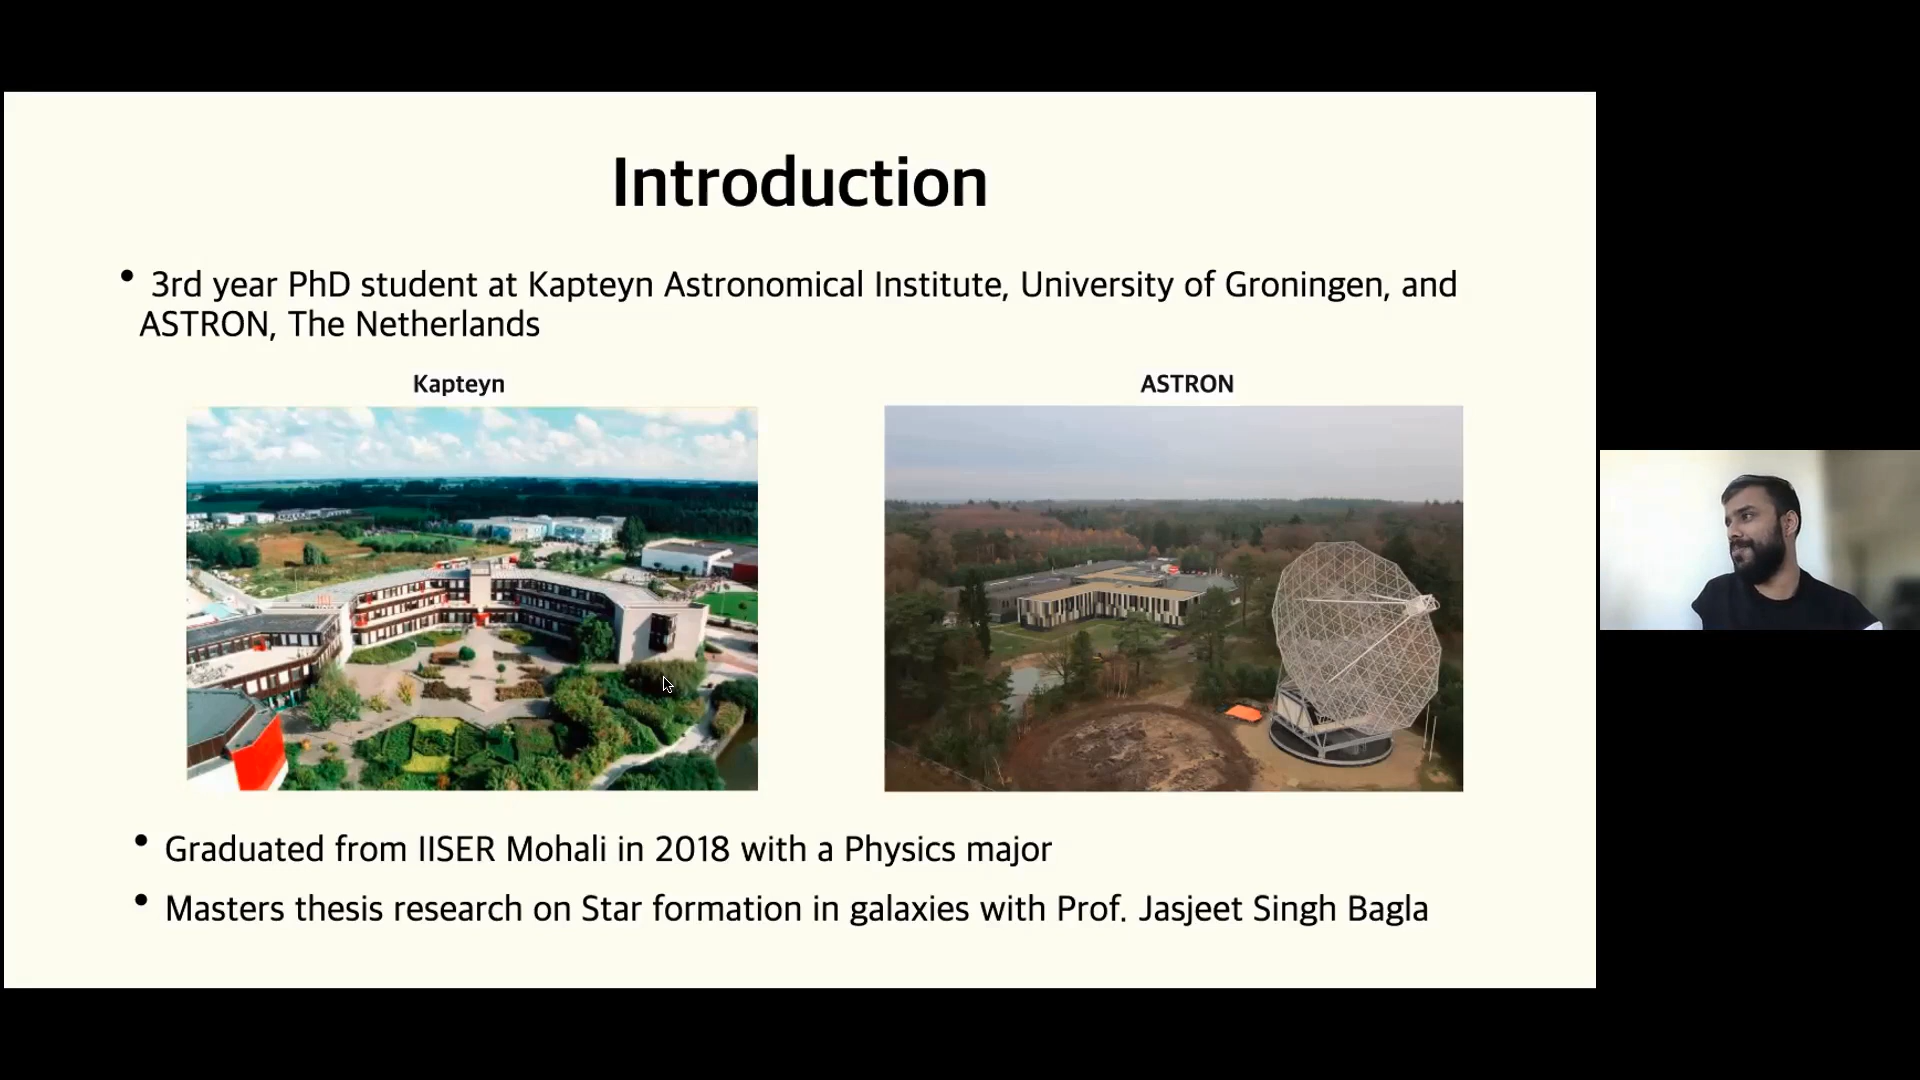 Introduction
• 3rd year PhD student at Kapteyn Astronomical Institute, University of Groningen, and
ASTRON, The Netherlands
Kapteyn
ASTRON
• Graduated from IISER Mohali in 2018 with a Physics major
• Masters thesis research on Star formation in galaxies with Prof. Jasjeet Singh Bagla